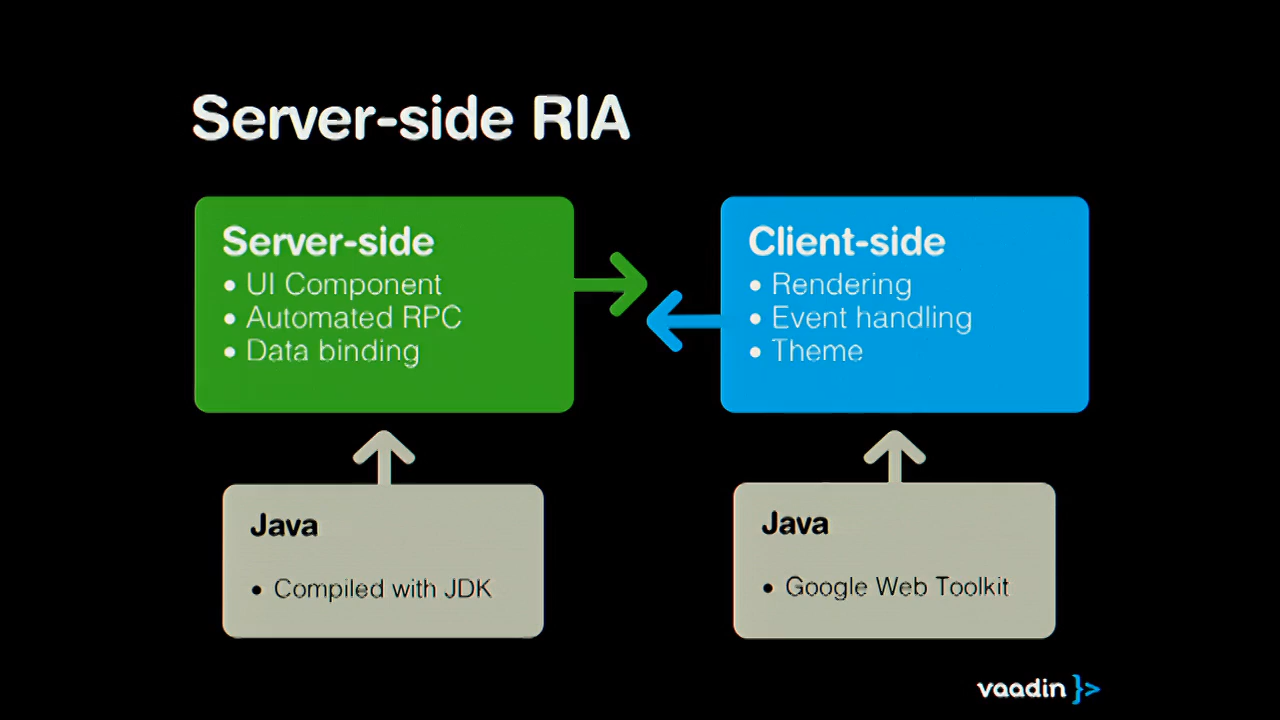 Server-side RIA
Server-side
• UI Component
• Automated RPC
• Data binding
Client-side
• Rendering
• Event handling
• Theme
Java
• Compiled with JDK
Java
• Google Web Toolkit
vaadin }>